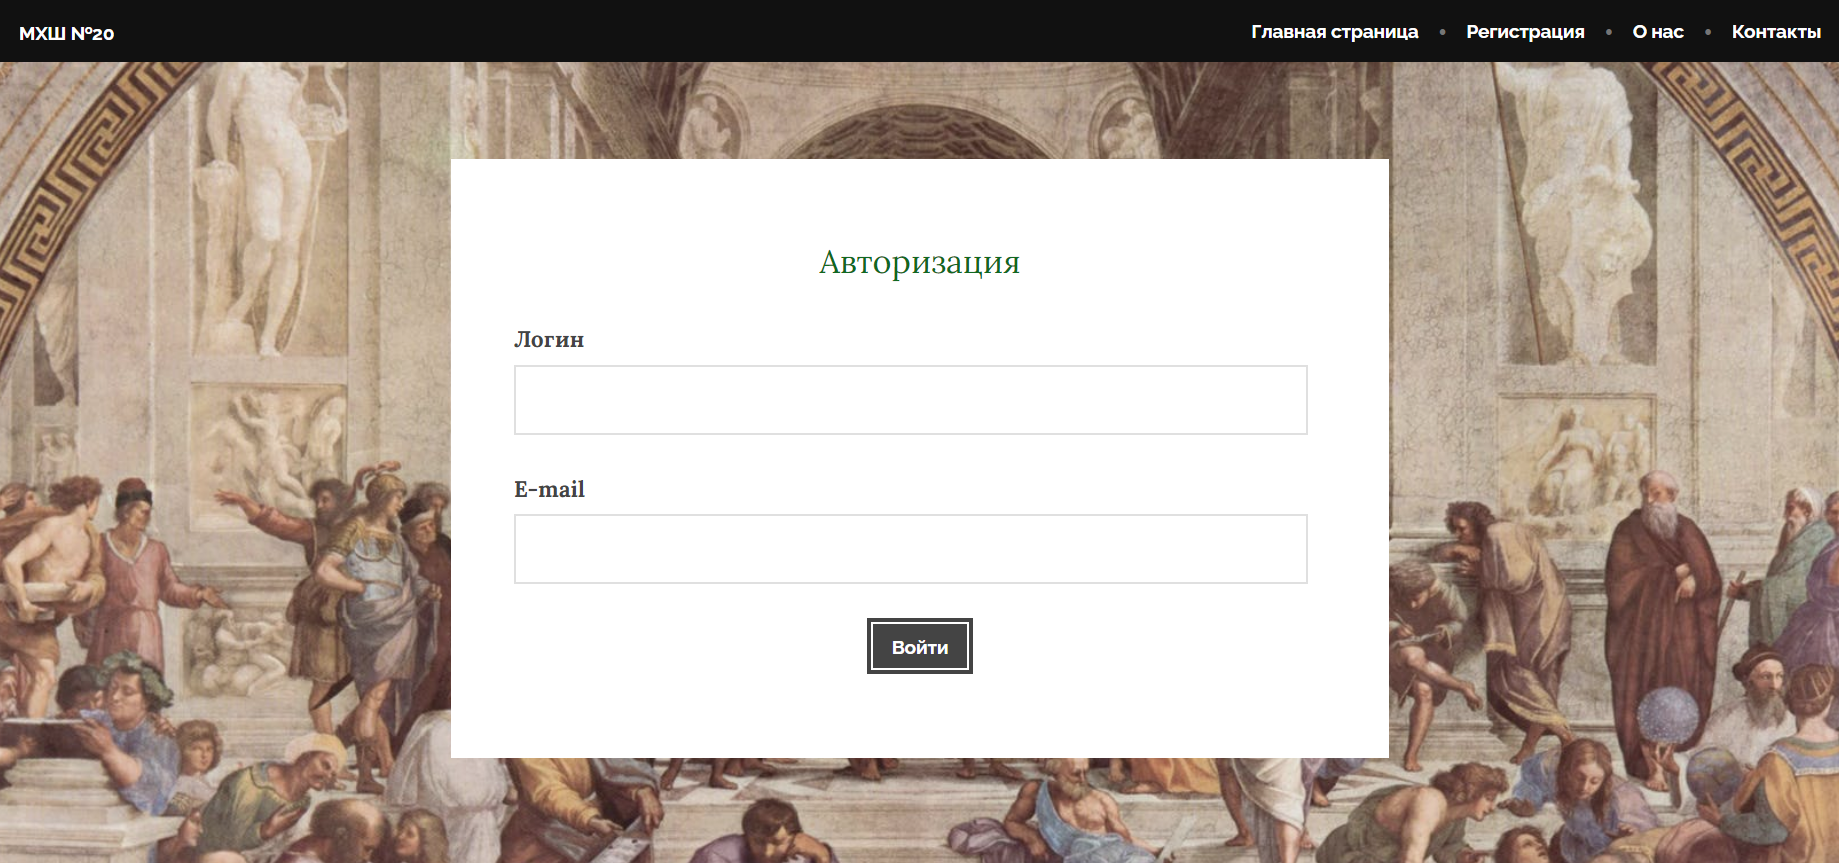 МХШ №20
Главная страница • Регистрация • О нас • Контакты
Авторизация
Логин
E-mail
Войти